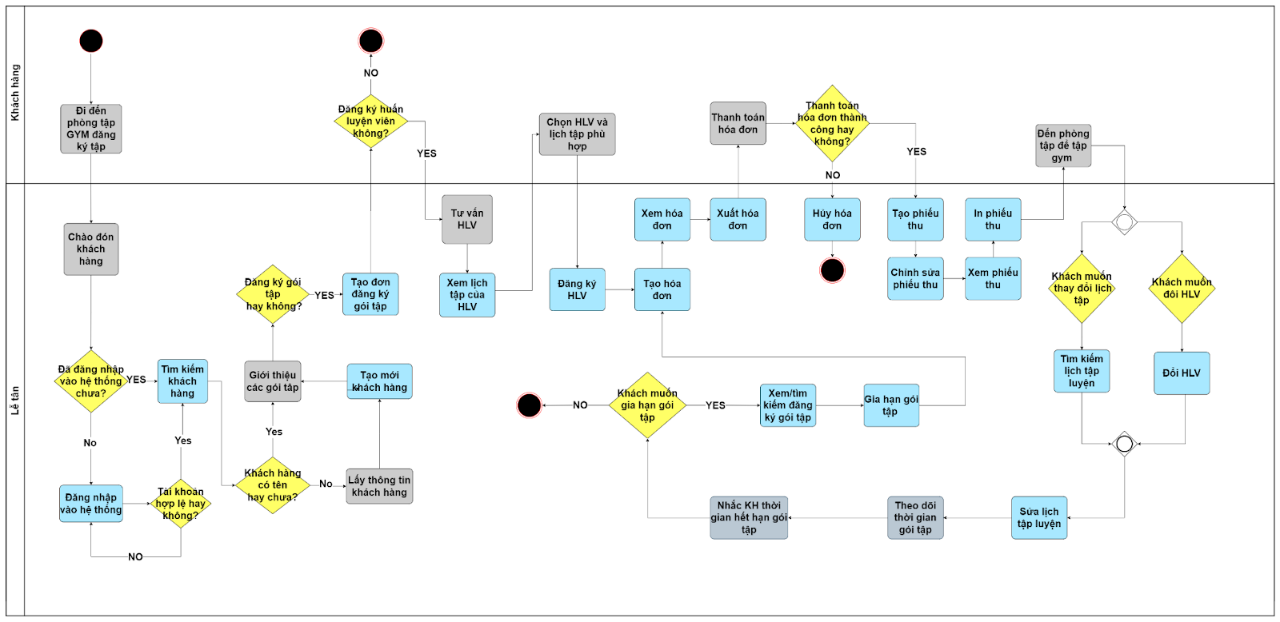 Khách hàng
Đi đến
phòng tập
GYM đăng
ký tập
Đăng ký huấn
luyện viên
không?
NO
YES
Chọn HLV và
lịch tập phù
hợp
Thanh toán
hóa đơn
Thanh toán
hóa đơn thành
công hay
không?
YES
NO
Đến phòng
tập để tập
gym
Lễ tân
Chào đón
khách
hàng
Đã đăng nhập
vào hệ thống
chưa?
YES
No
Đăng nhập
vào hệ thống
Tài khoản
hợp lệ hay
không?
Yes
NO
Tìm kiếm
khách
hàng
Khách hàng
có tên
hay chưa?
Yes
No
Lấy thông tin
khách hàng
Tạo mới
khách hàng
Giới thiệu
các gói tập
Đăng ký gói
tập
hay không?
YES
Tạo đơn
đăng ký
gói tập
Tư vấn
HLV
Xem lịch
tập của
HLV
Đăng ký
HLV
Tạo hóa
đơn
Xem hóa
đơn
Xuất hóa
đơn
Hủy hóa
đơn
Tạo phiếu
thu
Chỉnh sửa
phiếu thu
Xem phiếu
thu
In phiếu
thu
Khách muốn
thay đổi lịch
tập
Khách muốn
đổi HLV
Tìm kiếm
lịch tập
luyện
Đổi HLV
Sửa lịch
tập luyện
Theo dõi
thời gian
gói tập
Nhắc KH thời
gian hết hạn gói
tập
Khách muốn
gia hạn gói
tập
NO
YES
Xem/tìm
kiếm đăng
ký gói tập
Gia hạn gói
tập